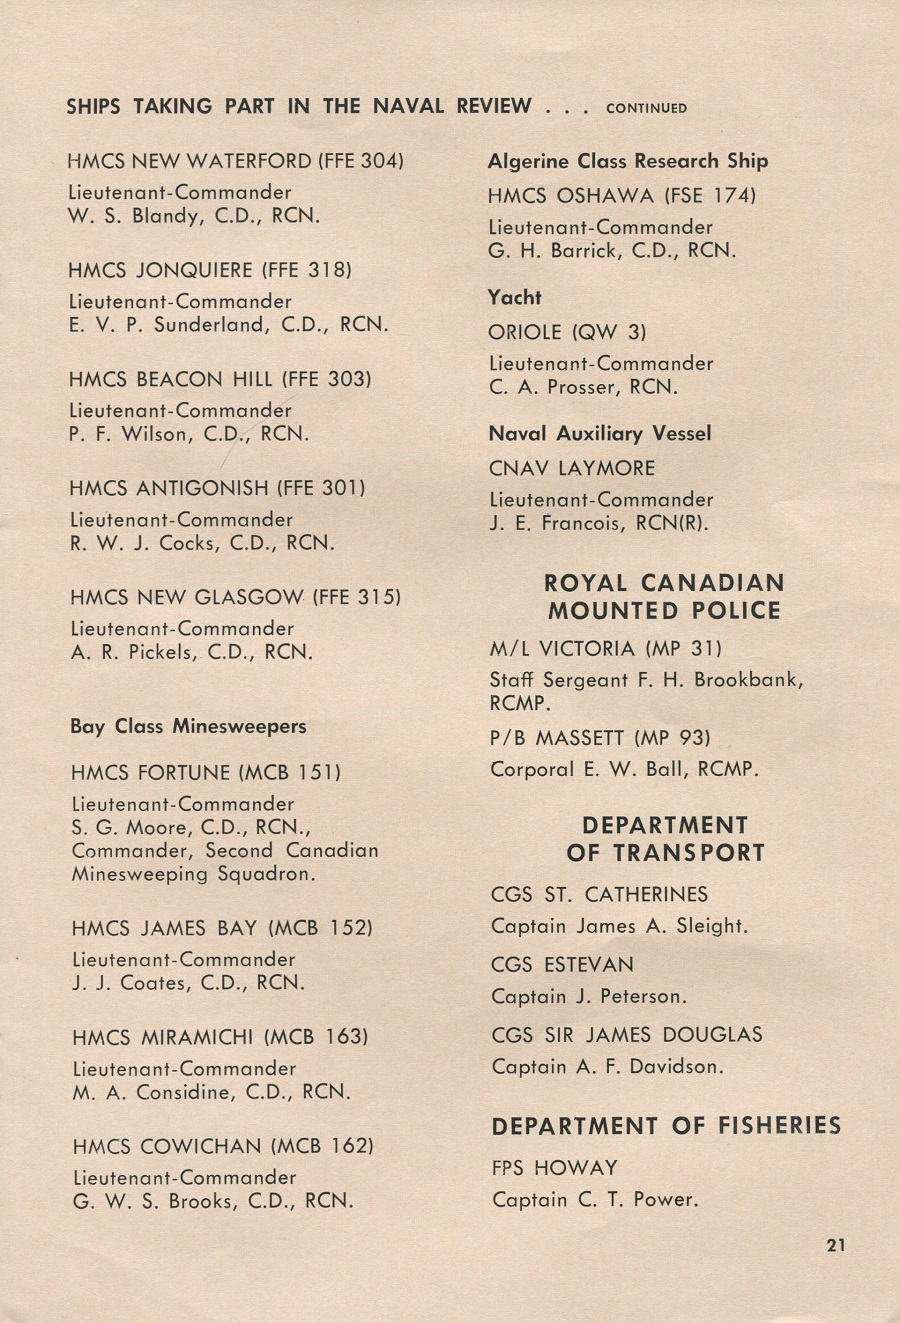 SHIPS TAKING PART IN THE NAVAL REVIEW . . . CONTINUED
HMCS NEW WATERFORD (FFE 304)
Lieutenant-Commander
W. S. Blandy, C.D., RCN.
HMCS JONQUIERE (FFE 318)
Lieutenant-Commander
E. V. P. Sunderland, C.D., RCN.
HMCS BEACON HILL (FFE 303)
Lieutenant-Commander
P. F. Wilson, C.D., RCN.
HMCS ANTIGONISH (FFE 301)
Lieutenant-Commander
R. W. J. Cocks, C.D., RCN.
HMCS NEW GLASGOW (FFE 315)
Lieutenant-Commander
A. R. Pickels, C.D., RCN.
Bay Class Minesweepers
HMCS FORTUNE (MCB 151)
Lieutenant-Commander
S. G. Moore, C.D., RCN.,
Commander, Second Canadian
Minesweeping Squadron.
HMCS JAMES BAY (MCB 152)
Lieutenant-Commander
J. J. Coates, C.D., RCN.
HMCS MIRAMICHI (MCB 163)
Lieutenant-Commander
M. A. Considine, C.D., RCN.
HMCS COWICHAN (MCB 162)
Lieutenant-Commander
G. W. S. Brooks, C.D., RCN.
Algerine Class Research Ship
HMCS OSHAWA (FSE 174)
Lieutenant-Commander
G. H. Barrick, C.D., RCN.
Yacht
ORIOLE (QW 3)
Lieutenant-Commander
C. A. Prosser, RCN.
Naval Auxiliary Vessel
CNAV LAYMORE
Lieutenant-Commander
J. E. Francois, RCN(R).
ROYAL CANADIAN
MOUNTED POLICE
M/L VICTORIA (MP 31)
Staff Sergeant F. H. Brookbank,
RCMP.
P/B MASSETT (MP 93)
Corporal E. W. Ball, RCMP.
DEPARTMENT
OF TRANSPORT
CGS ST. CATHERINES
Captain James A. Sleight.
CGS ESTEVAN
Captain J. Peterson.
CGS SIR JAMES DOUGLAS
Captain A. F. Davidson.
DEPARTMENT OF FISHERIES
FPS HOWAY
Captain C. T. Power.
21